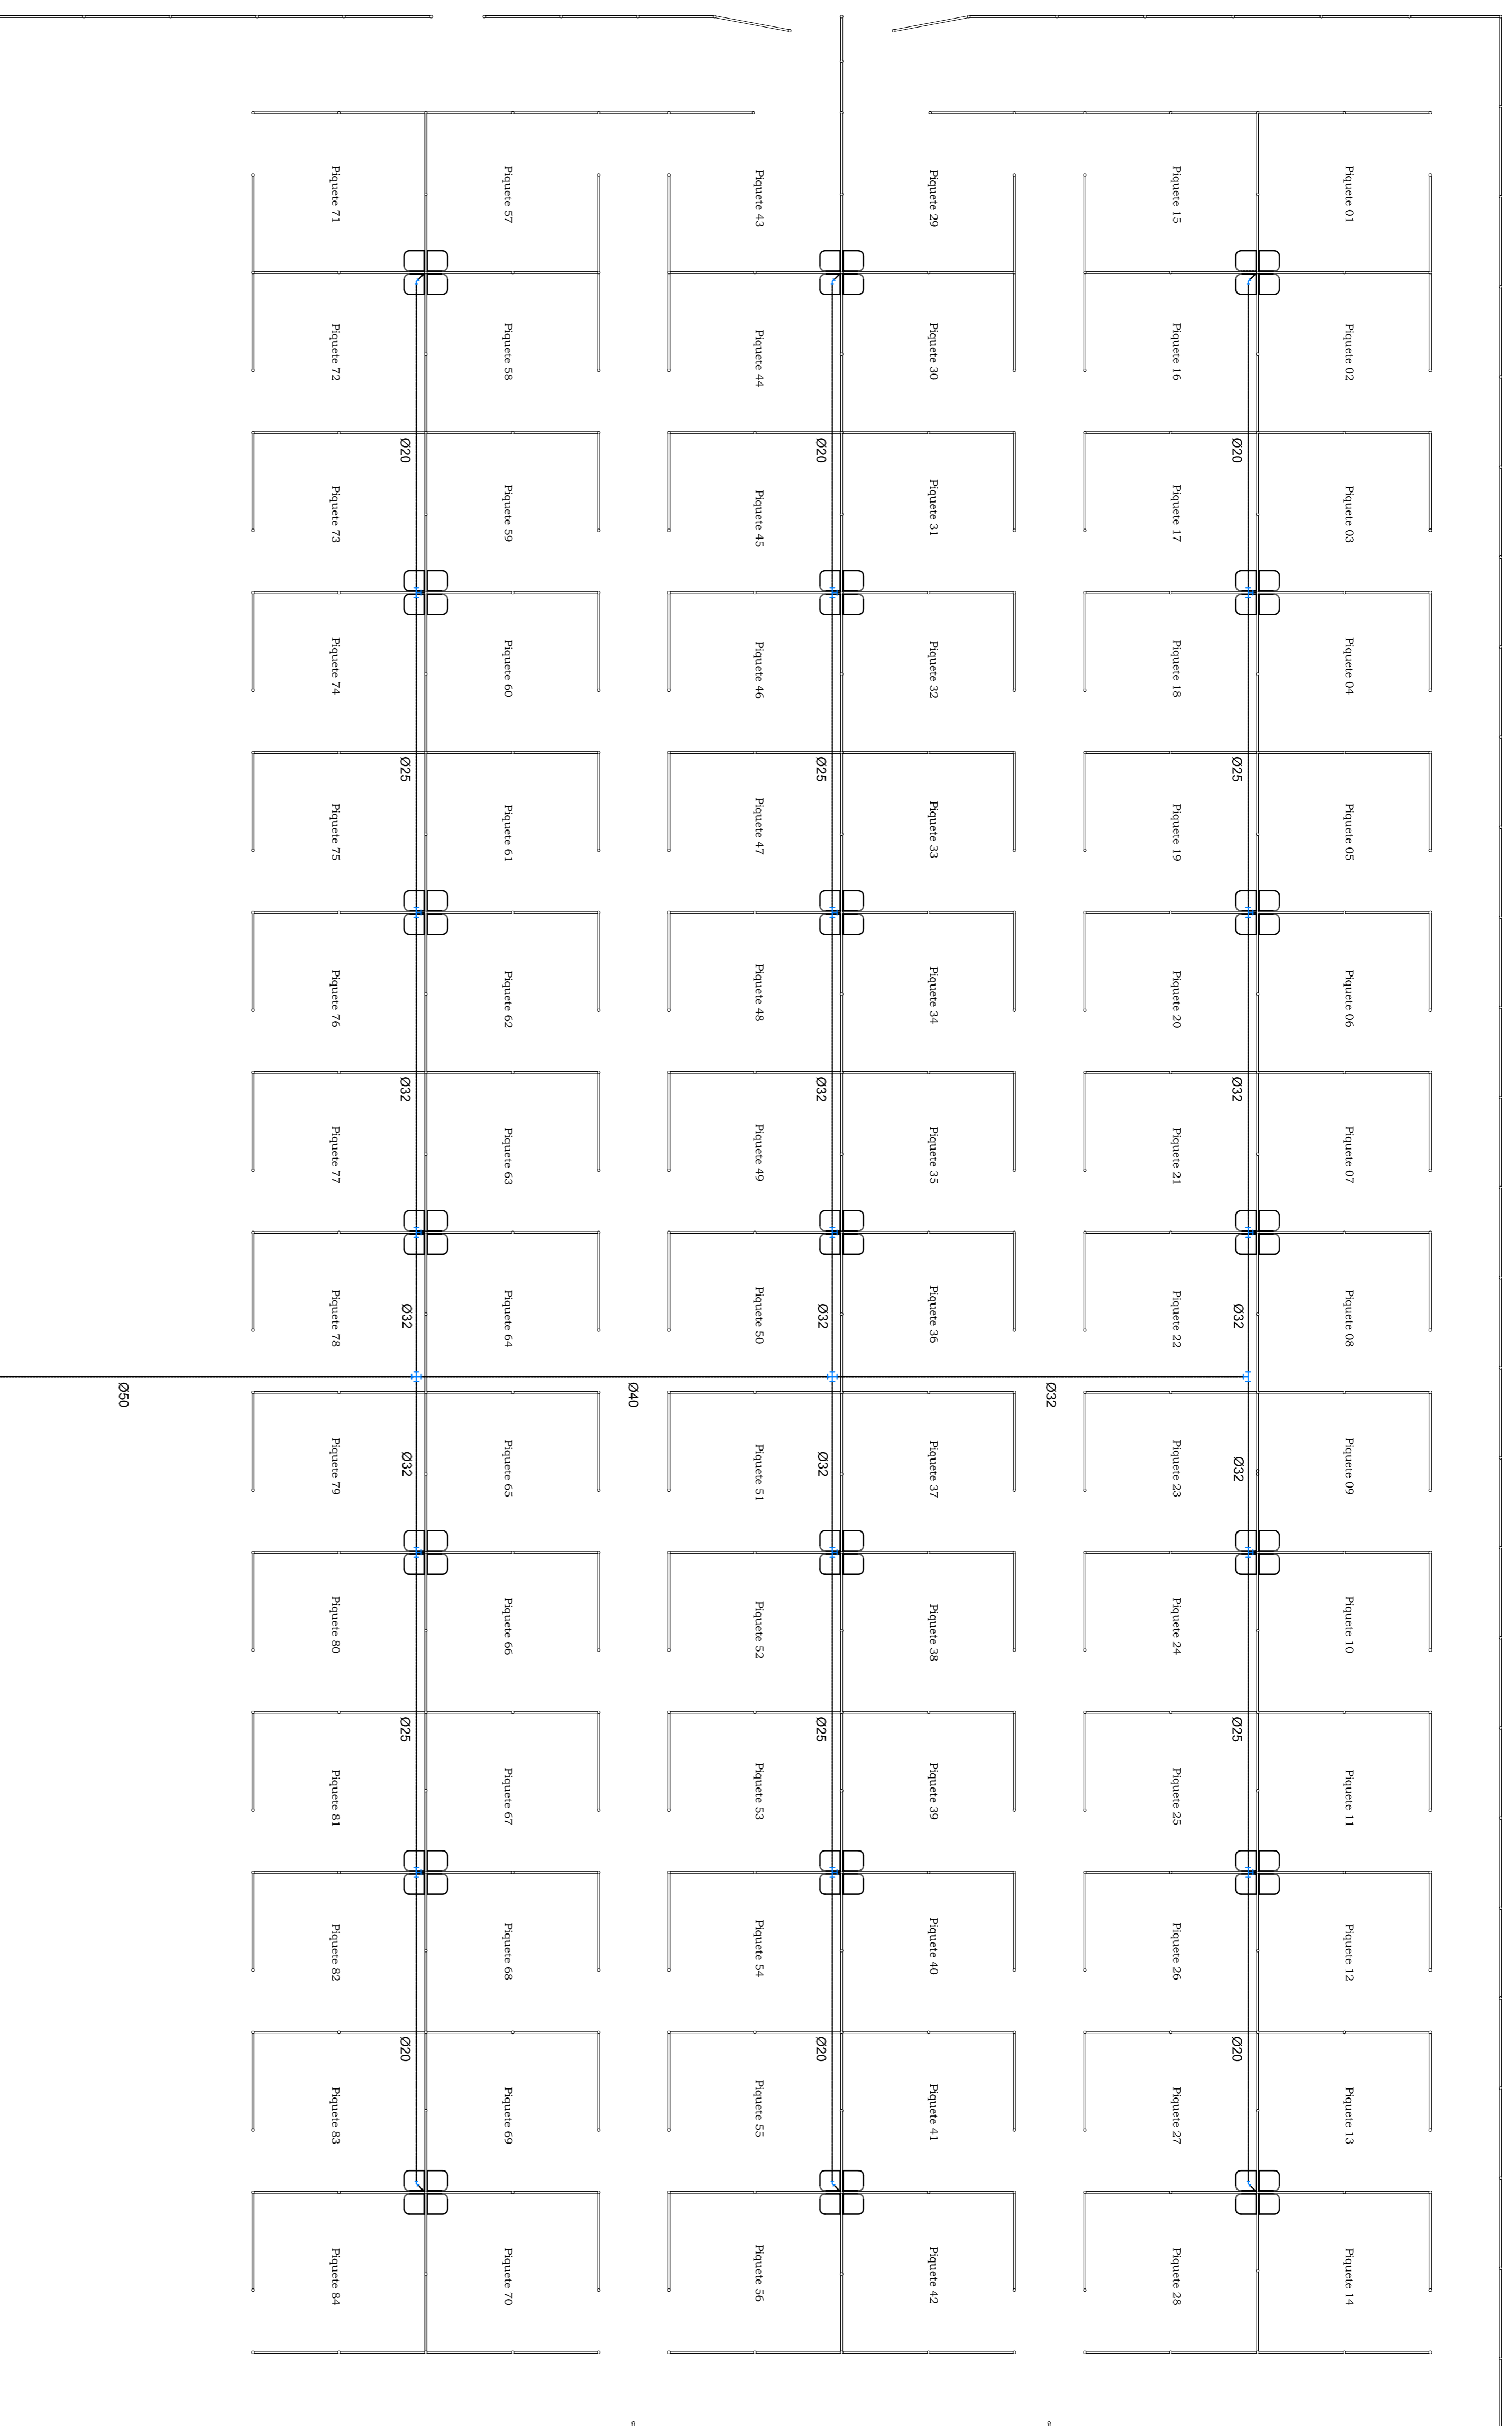 Piquete 71
Piquete 57
Piquete 43
Piquete 29
Piquete 15
Piquete 01
Piquete 72
Piquete 58
Piquete 44
Piquete 30
Piquete 16
Piquete 02
Ø20
Ø20
Ø20
Piquete 73
Piquete 59
Piquete 45
Piquete 31
Piquete 17
Piquete 03
Piquete 74
Piquete 60
Piquete 46
Piquete 32
Piquete 18
Piquete 04
Ø25
Ø25
Ø25
Piquete 75
Piquete 61
Piquete 47
Piquete 33
Piquete 19
Piquete 05
Piquete 76
Piquete 62
Piquete 48
Piquete 34
Piquete 20
Piquete 06
Ø32
Ø32
Ø32
Piquete 77
Piquete 63
Piquete 49
Piquete 35
Piquete 21
Piquete 07
Piquete 78
Ø32
Piquete 64
Piquete 50
Ø32
Piquete 36
Piquete 22
Ø32
Piquete 08
Ø50
Ø40
Ø32
Piquete 79
Ø32
Piquete 65
Piquete 51
Ø32
Piquete 37
Piquete 23
Ø32
Piquete 09
Piquete 80
Piquete 66
Piquete 52
Piquete 38
Piquete 24
Piquete 10
Ø25
Ø25
Ø25
Piquete 81
Piquete 67
Piquete 53
Piquete 39
Piquete 25
Piquete 11
Piquete 82
Piquete 68
Piquete 54
Piquete 40
Piquete 26
Piquete 12
Ø20
Ø20
Ø20
Piquete 83
Piquete 69
Piquete 55
Piquete 41
Piquete 27
Piquete 13
Piquete 84
Piquete 70
Piquete 56
Piquete 42
Piquete 28
Piquete 14